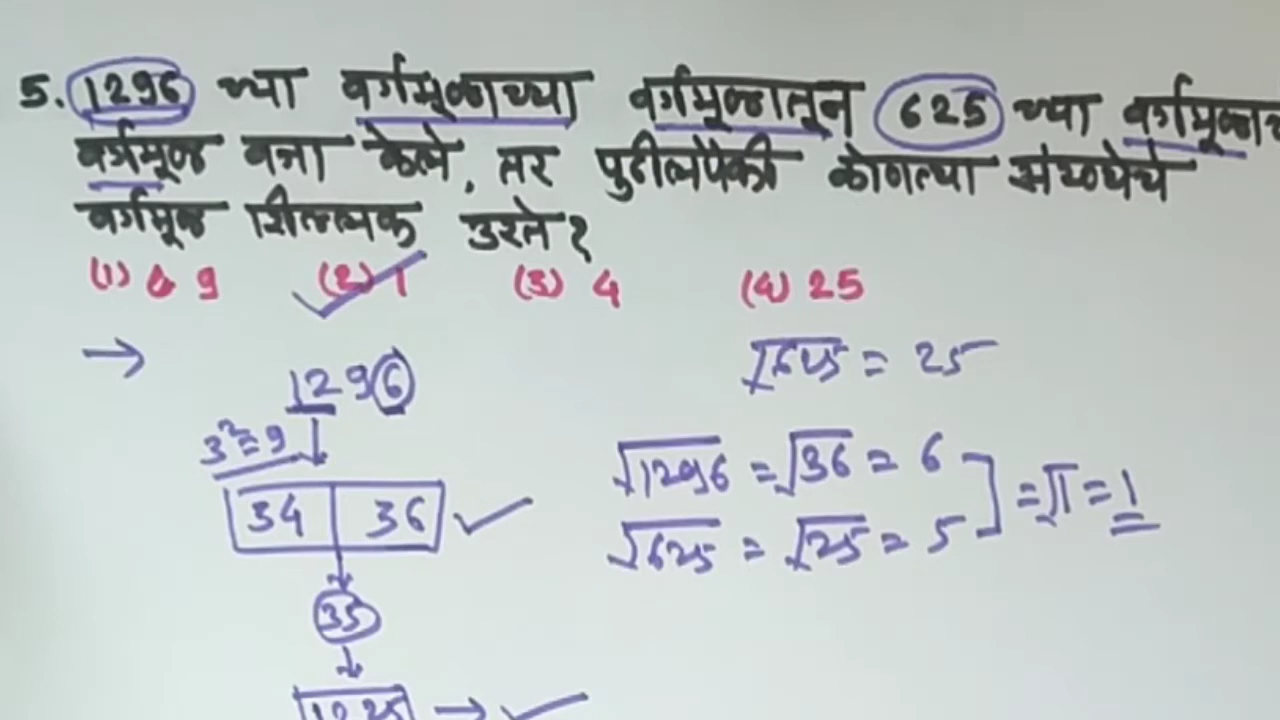 5. 1296 च्या वर्गमूळाच्या वर्गमूळातून 625 च्या वर्गमूळाच
वर्गमूळ वजा केले, तर पुढीलपैकी कोणत्या संख्येचे
वर्गमूळ शिल्लक उरते?
(1) 9 (2) 1 (3) 4 (4) 25
→ 1296
√625 = 25
3²=9
34 36
√1296 = √36 = 6
√625 = √25 = 5
= √1 = 1
35
1225 →